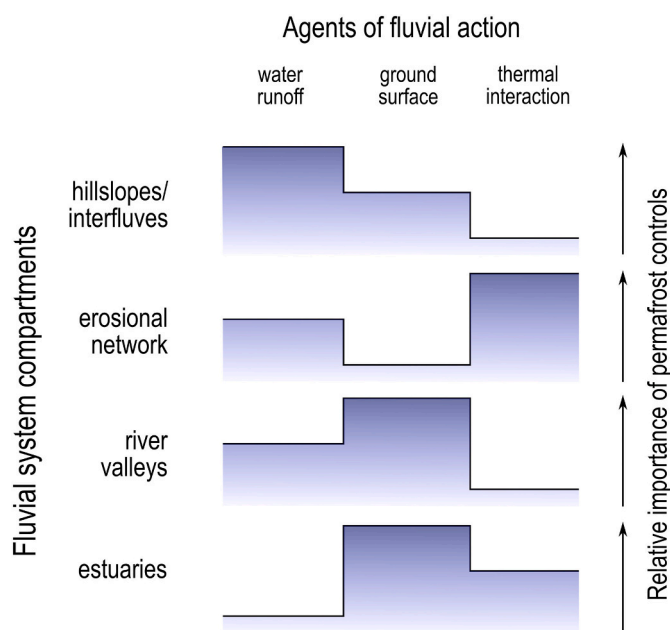 Agents of fluvial action
water
runoff
ground
surface
thermal
interaction
Fluvial system compartments
hillslopes/
interfluves
erosional
network
river
valleys
estuaries
Relative importance of permafrost controls